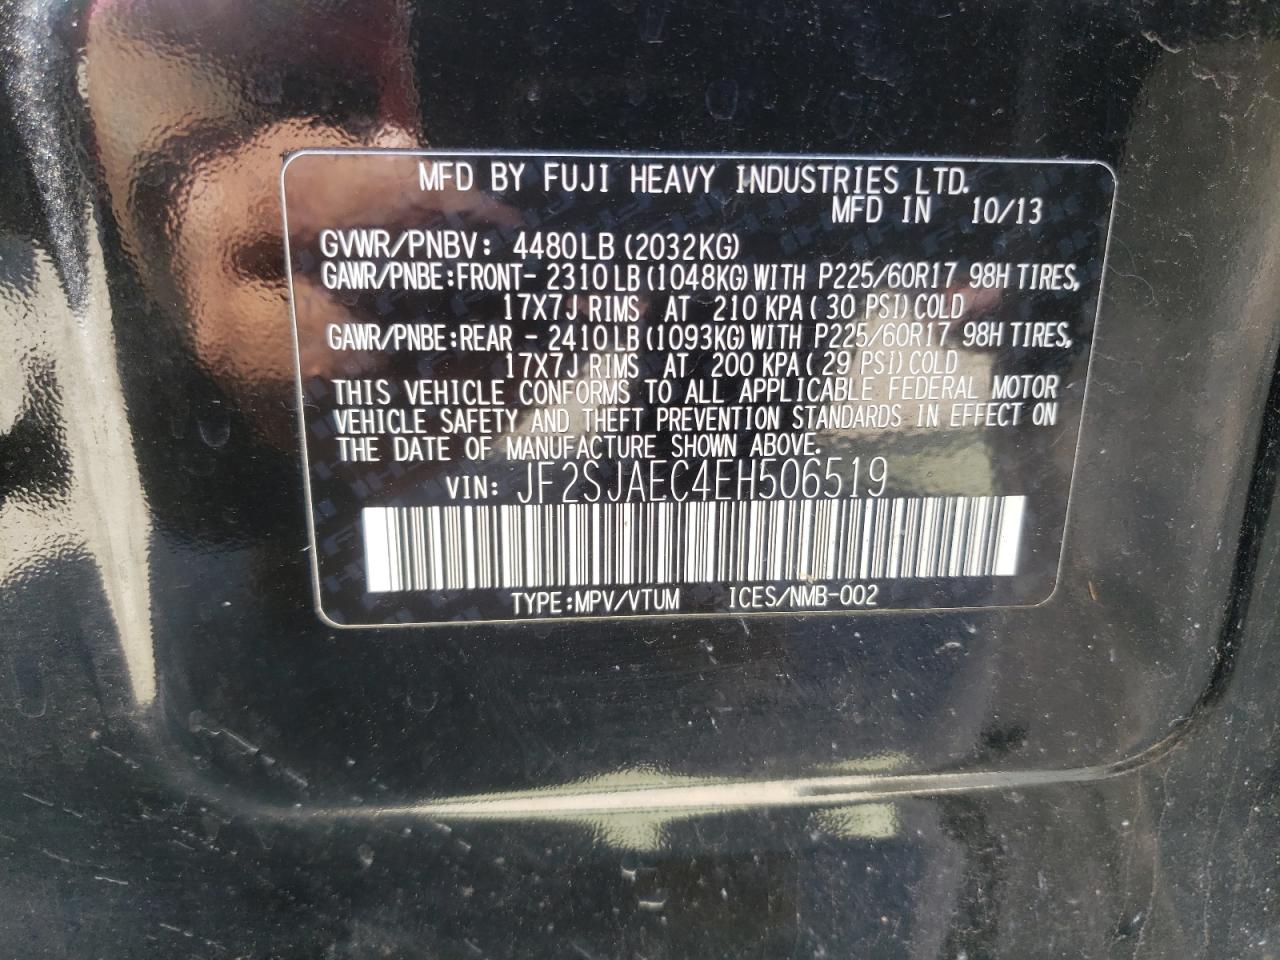 MFD BY FUJI HEAVY INDUSTRIES LTD.
MFD IN 10/13
GVWR/PNBV: 4480LB (2032KG)
GAWR/PNBE:FRONT- 2310 LB (1048KG) WITH P225/60R17 98H TIRES,
17X7J RIMS AT 210 KPA ( 30 PSI) COLD
GAWR/PNBE:REAR - 2410 LB (1093KG) WITH P225/60R17 98H TIRES,
17X7J RIMS AT 200 KPA ( 29 PSI) COLD
THIS VEHICLE CONFORMS TO ALL APPLICABLE FEDERAL MOTOR
VEHICLE SAFETY AND THEFT PREVENTION STANDARDS IN EFFECT ON
THE DATE OF MANUFACTURE SHOWN ABOVE.
VIN: JF2SJAEC4EH506519
TYPE:MPV/VTUM ICES/NMB-002